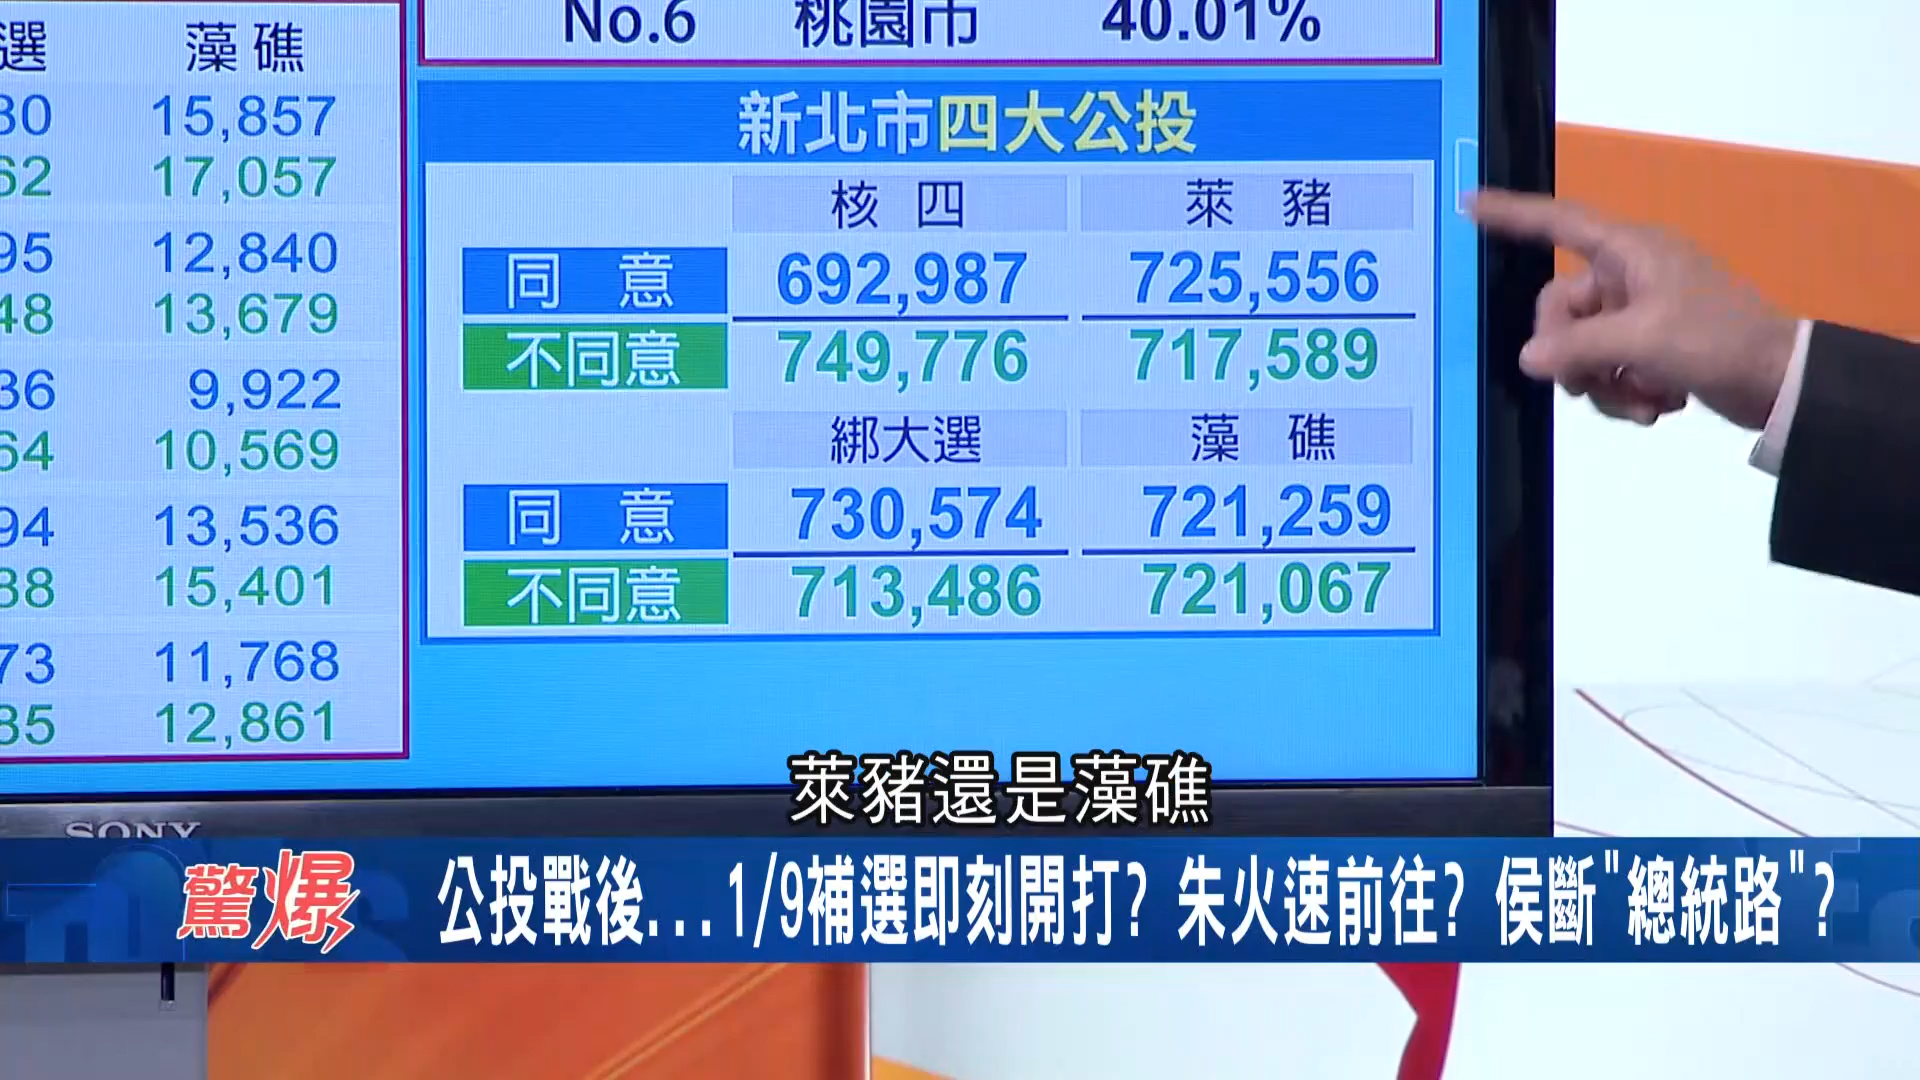 選 藻礁
80 15,857
62 17,057
95 12,840
48 13,679
36 9,922
64 10,569
94 13,536
88 15,401
73 11,768
85 12,861
No.6 桃園市 40.01%
新北市四大公投
核四 萊豬
同意 692,987 725,556
不同意 749,776 717,589
綁大選 藻礁
同意 730,574 721,259
不同意 713,486 721,067
SONY
萊豬還是藻礁
驚爆 公投戰後...1/9補選即刻開打? 朱火速前往? 侯斷"總統路"?